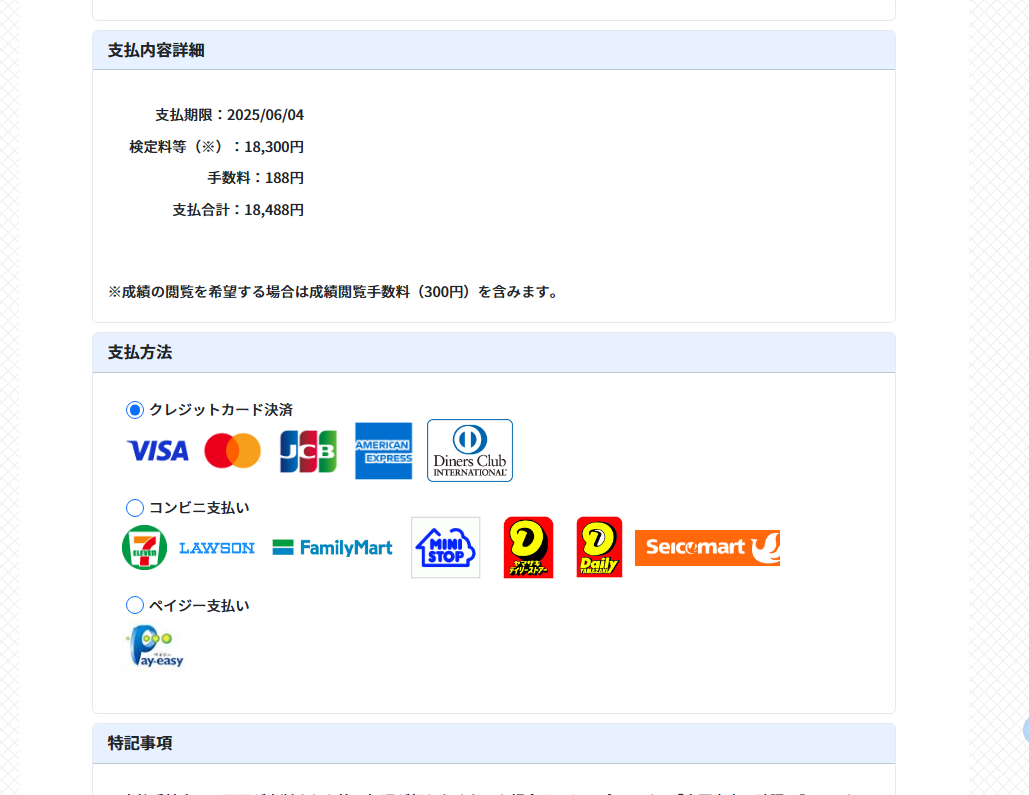 支払内容詳細
支払期限：2025/06/04
検定料等（※）：18,300円
手数料：188円
支払合計：18,488円
※成績の閲覧を希望する場合は成績閲覧手数料（300円）を含みます。
支払方法
クレジットカード決済
VISA
JCB
AMERICAN EXPRESS
Diners Club
INTERNATIONAL
コンビニ支払い
7 ELEVEN
LAWSON
FamilyMart
MINI
STOP
ヤマザキ
デイリーストアー
Daily
YAMAZAKI
Seicomart
ペイジー支払い
ペイジー
Pay-easy
特記事項